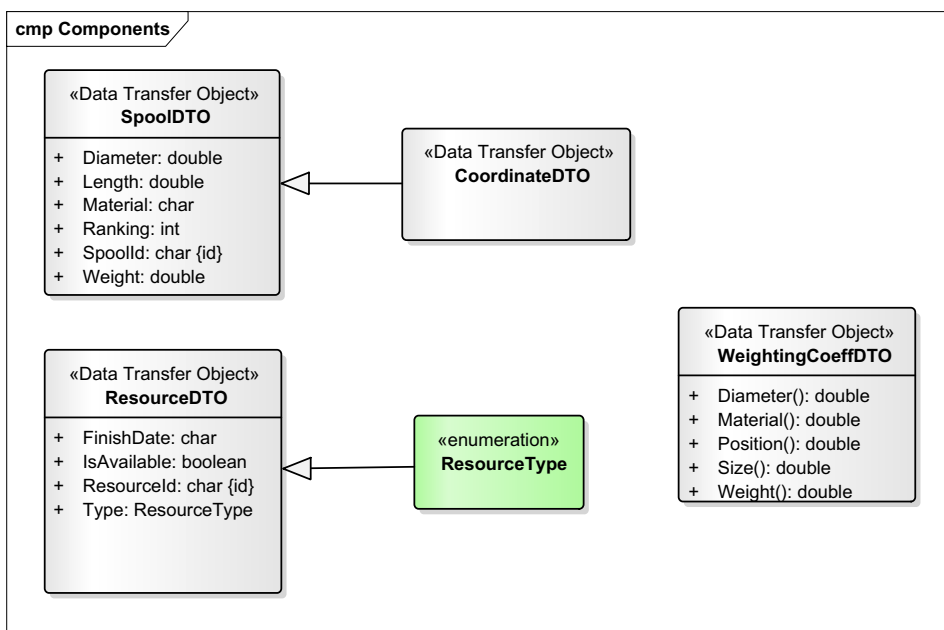 cmp Components
«Data Transfer Object»
SpoolDTO
+ Diameter: double
+ Length: double
+ Material: char
+ Ranking: int
+ SpoolId: char {id}
+ Weight: double
«Data Transfer Object»
CoordinateDTO
«Data Transfer Object»
WeightingCoeffDTO
+ Diameter(): double
+ Material(): double
+ Position(): double
+ Size(): double
+ Weight(): double
«Data Transfer Object»
ResourceDTO
+ FinishDate: char
+ IsAvailable: boolean
+ ResourceId: char {id}
+ Type: ResourceType
«enumeration»
ResourceType